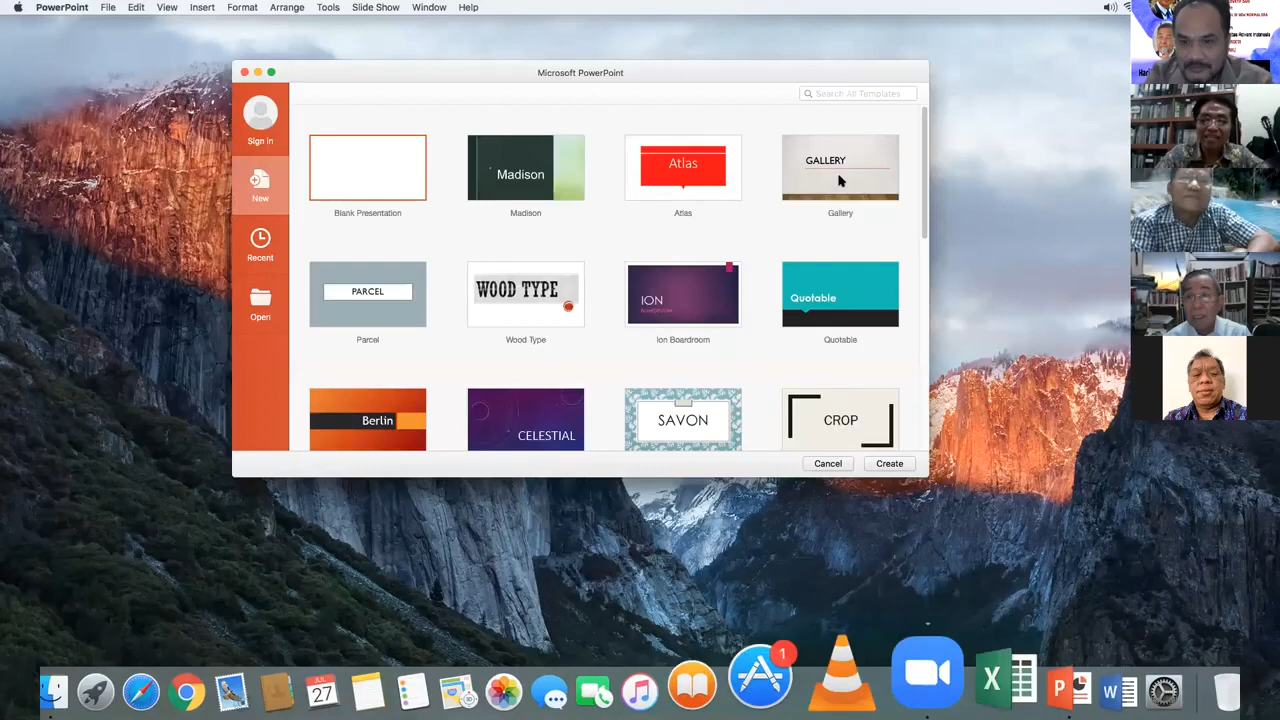 PowerPoint File Edit View Insert Format Arrange Tools Slide Show Window Help
Microsoft PowerPoint
Search All Templates
Sign in
New
Recent
Open
Blank Presentation
Madison
Madison
Atlas
Atlas
GALLERY
Gallery
PARCEL
Parcel
WOOD TYPE
Wood Type
ION
BOARDROOM
Ion Boardroom
Quotable
Quotable
Berlin
CELESTIAL
SAVON
CROP
Cancel
Create
JUL
27
1
X
P
W